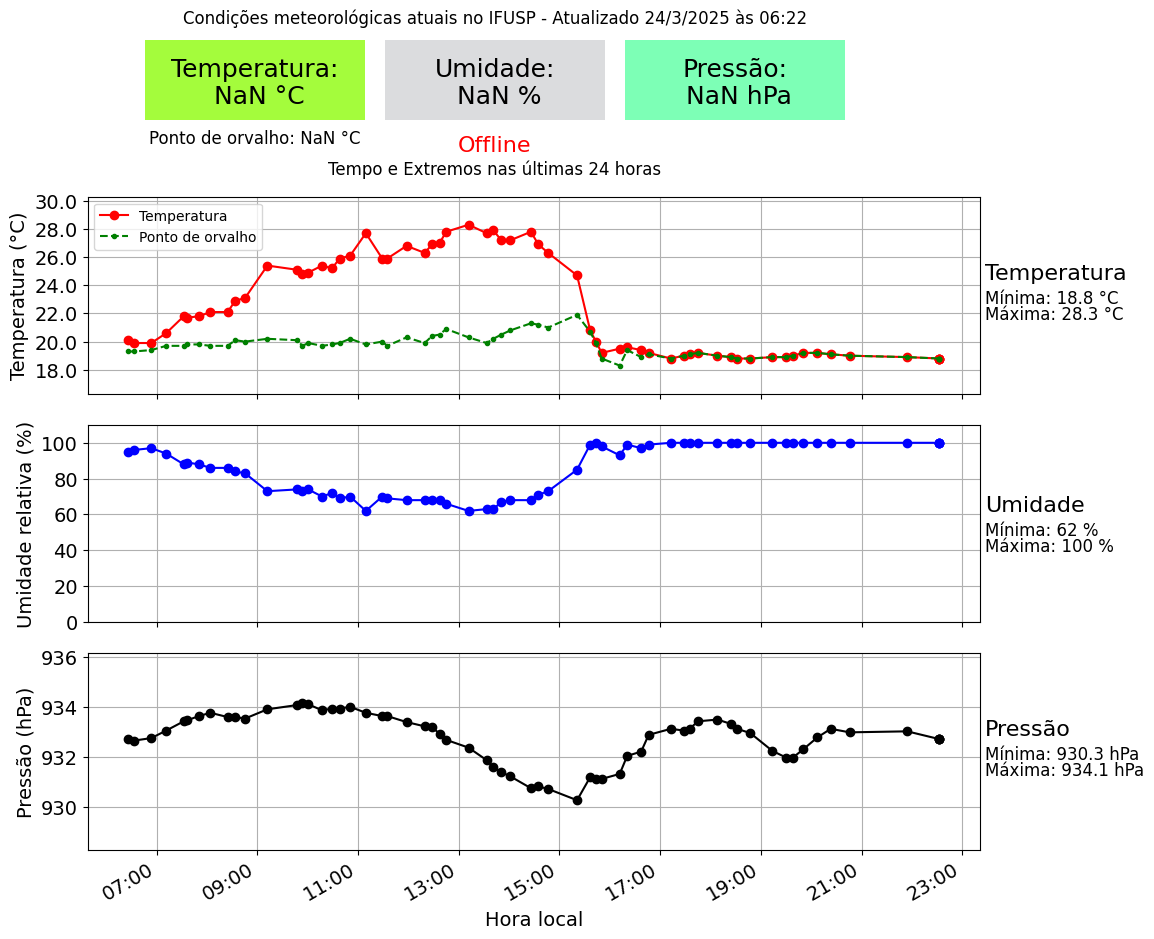 Condições meteorológicas atuais no IFUSP - Atualizado 24/3/2025 às 06:22
Temperatura:
NaN °C
Umidade:
NaN %
Pressão:
NaN hPa
Ponto de orvalho: NaN °C
Offline
Tempo e Extremos nas últimas 24 horas
Temperatura (°C)
30.0
28.0
26.0
24.0
22.0
20.0
18.0
Temperatura
Ponto de orvalho
Temperatura
Mínima: 18.8 °C
Máxima: 28.3 °C
Umidade relativa (%)
100
80
60
40
20
0
Umidade
Mínima: 62 %
Máxima: 100 %
Pressão (hPa)
936
934
932
930
Pressão
Mínima: 930.3 hPa
Máxima: 934.1 hPa
07:00
09:00
11:00
13:00
15:00
17:00
19:00
21:00
23:00
Hora local